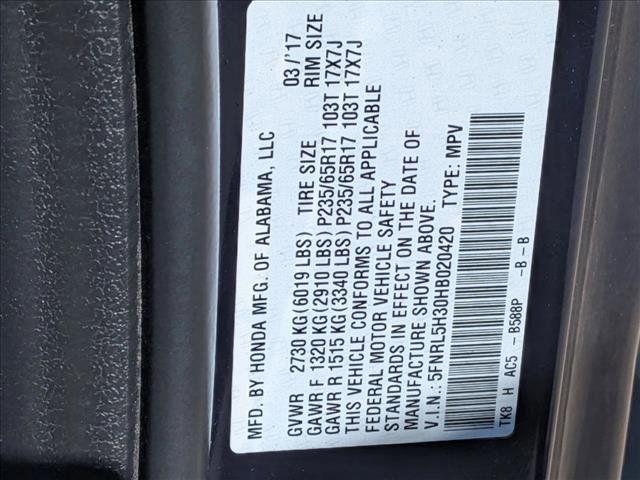 MFD. BY HONDA MFG. OF ALABAMA, LLC 03/'17
GVWR 2730 KG(6019 LBS) TIRE SIZE RIM SIZE
GAWR F 1320 KG(2910 LBS) P235/65R17 103T 17X7J
GAWR R 1515 KG(3340 LBS) P235/65R17 103T 17X7J
THIS VEHICLE CONFORMS TO ALL APPLICABLE
FEDERAL MOTOR VEHICLE SAFETY
STANDARDS IN EFFECT ON THE DATE OF
MANUFACTURE SHOWN ABOVE.
V.I.N.:5FNRL5H30HB020420 TYPE: MPV
TK8 H AC5 - B588P -B -B